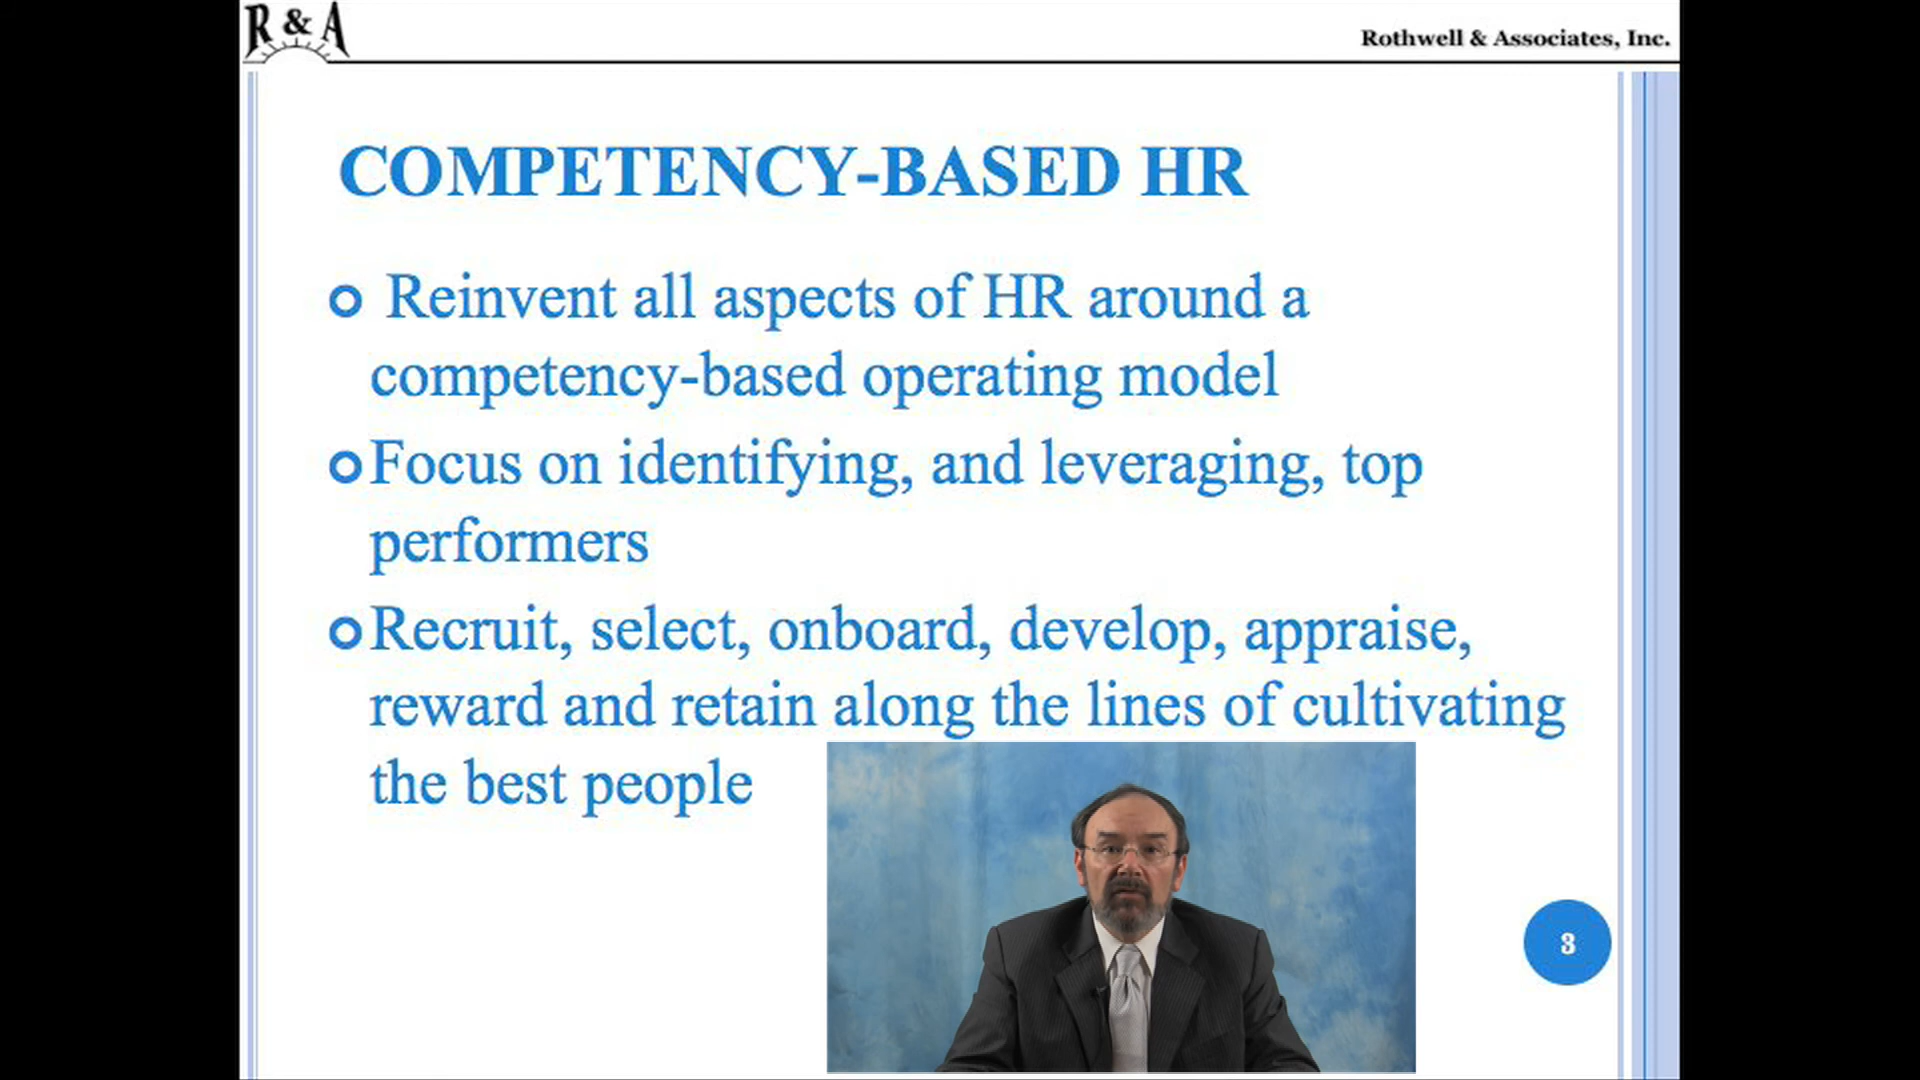 R & A
Rothwell & Associates, Inc.
COMPETENCY-BASED HR
Reinvent all aspects of HR around a
competency-based operating model
Focus on identifying, and leveraging, top
performers
Recruit, select, onboard, develop, appraise,
reward and retain along the lines of cultivating
the best people
3